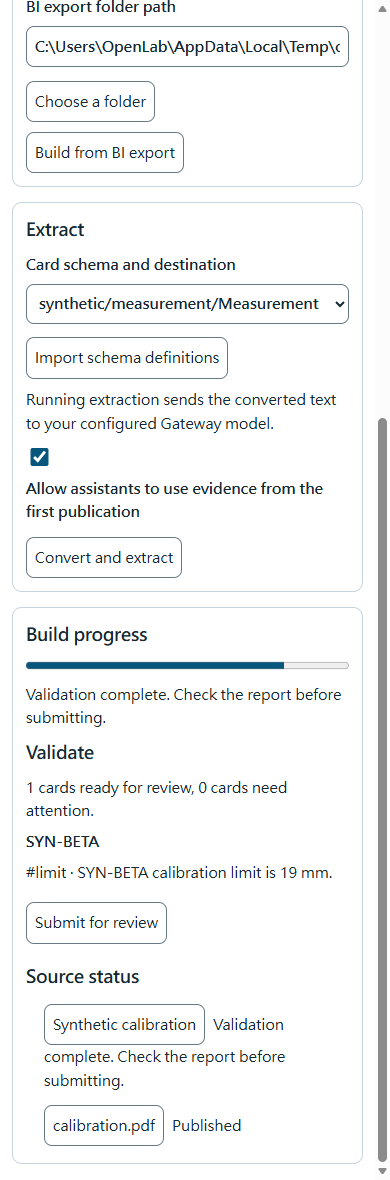 BI export folder path
C:\Users\OpenLab\AppData\Local\Temp\
Choose a folder
Build from BI export
Extract
Card schema and destination
synthetic/measurement/Measurement
Import schema definitions
Running extraction sends the converted text
to your configured Gateway model.
Allow assistants to use evidence from the
first publication
Convert and extract
Build progress
Validation complete. Check the report before
submitting.
Validate
1 cards ready for review, 0 cards need
attention.
SYN-BETA
#limit · SYN-BETA calibration limit is 19 mm.
Submit for review
Source status
Synthetic calibration Validation
complete. Check the report before
submitting.
calibration.pdf Published